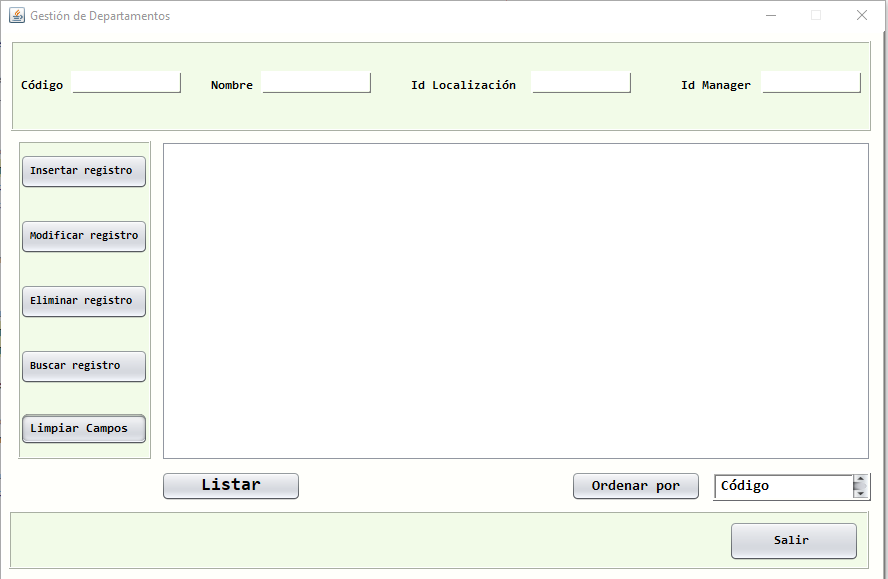 Gestión de Departamentos
Código Nombre Id Localización Id Manager
Insertar registro
Modificar registro
Eliminar registro
Buscar registro
Limpiar Campos
Listar Ordenar por Código
Salir